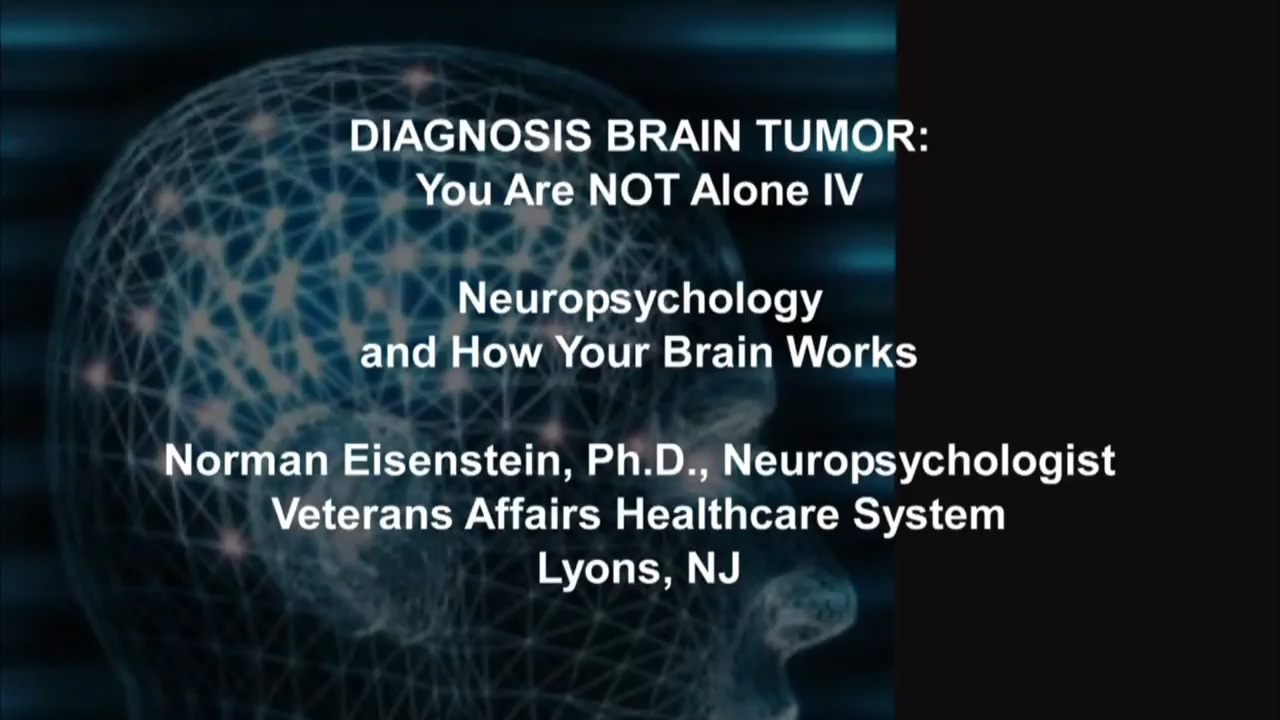 DIAGNOSIS BRAIN TUMOR:
You Are NOT Alone IV
Neuropsychology
and How Your Brain Works
Norman Eisenstein, Ph.D., Neuropsychologist
Veterans Affairs Healthcare System
Lyons, NJ